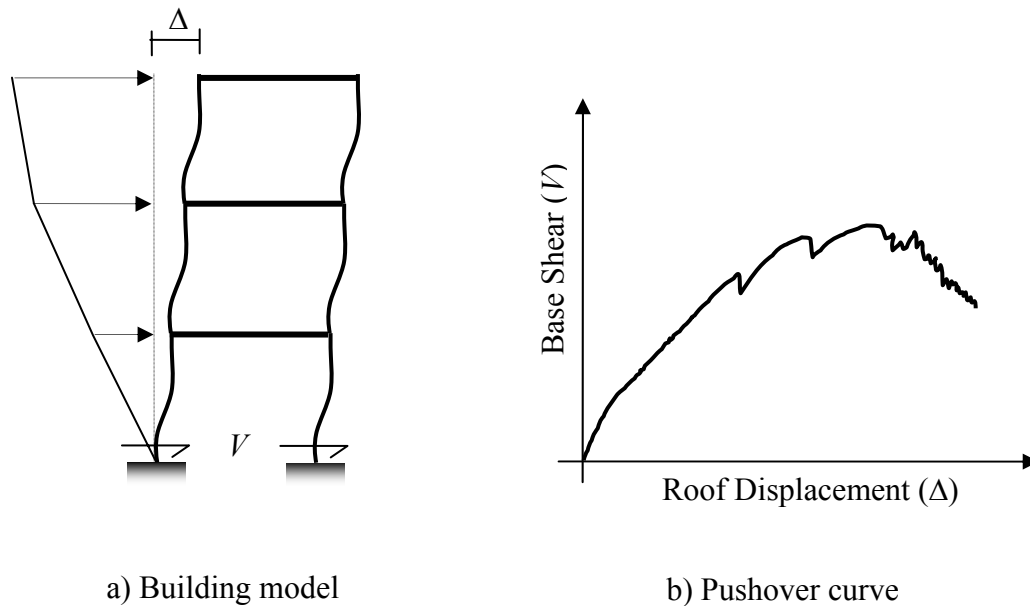 Δ
V
a) Building model
Base Shear (V)
Roof Displacement (Δ)
b) Pushover curve